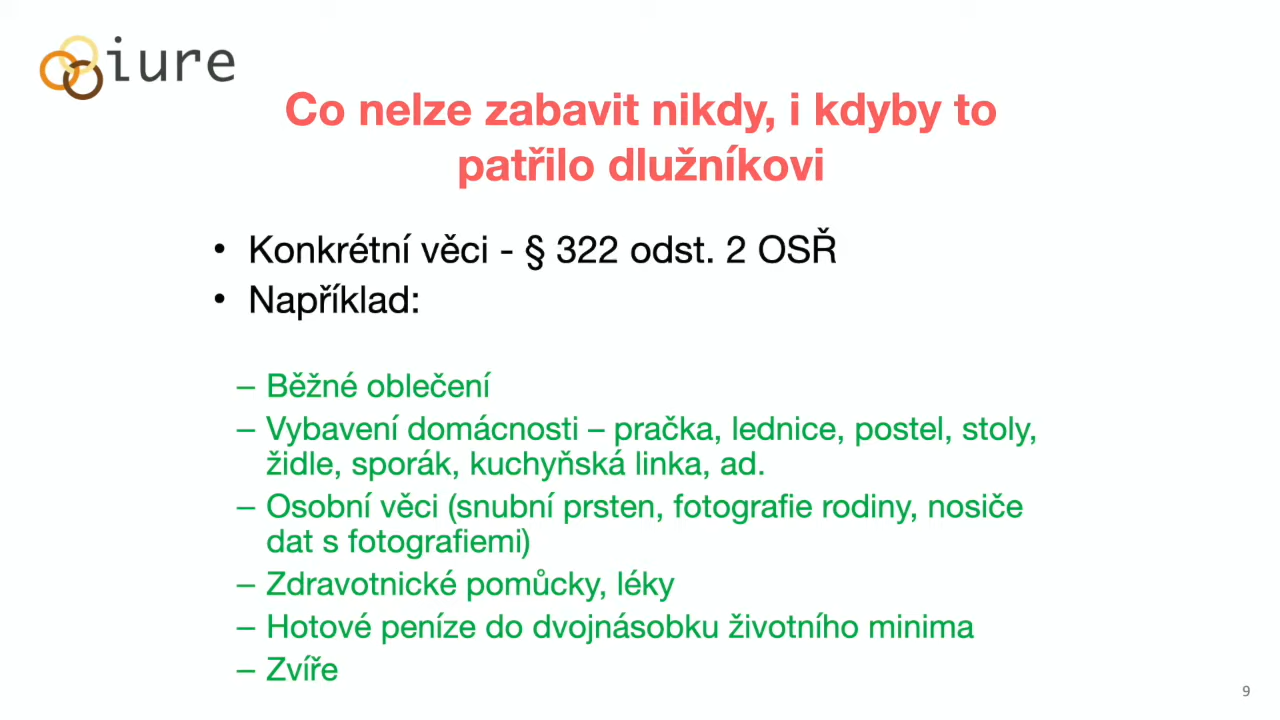 iure
Co nelze zabavit nikdy, i kdyby to
patřilo dlužníkovi
• Konkrétní věci - § 322 odst. 2 OSŘ
• Například:
– Běžné oblečení
– Vybavení domácnosti – pračka, lednice, postel, stoly,
židle, sporák, kuchyňská linka, ad.
– Osobní věci (snubní prsten, fotografie rodiny, nosiče
dat s fotografiemi)
– Zdravotnické pomůcky, léky
– Hotové peníze do dvojnásobku životního minima
– Zvíře
9